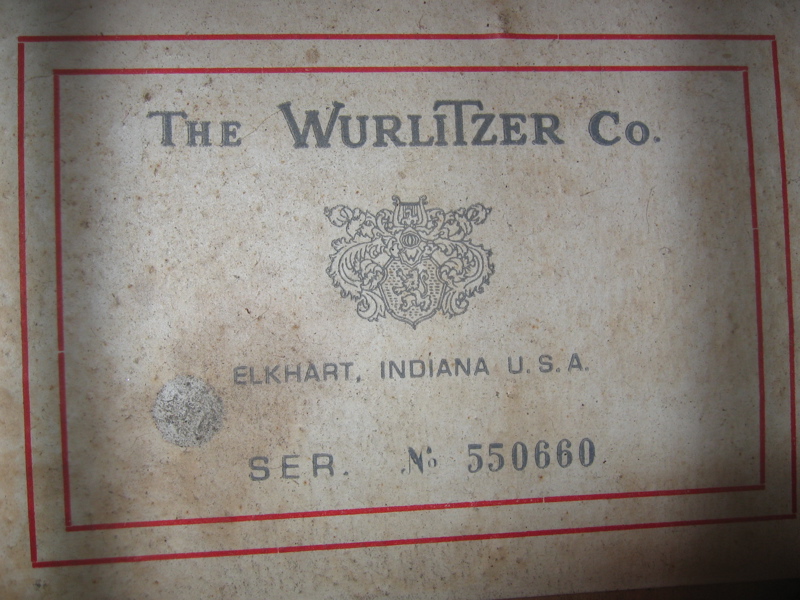 THE WURLITZER CO.
ELKHART, INDIANA U.S.A.
SER. No 550660